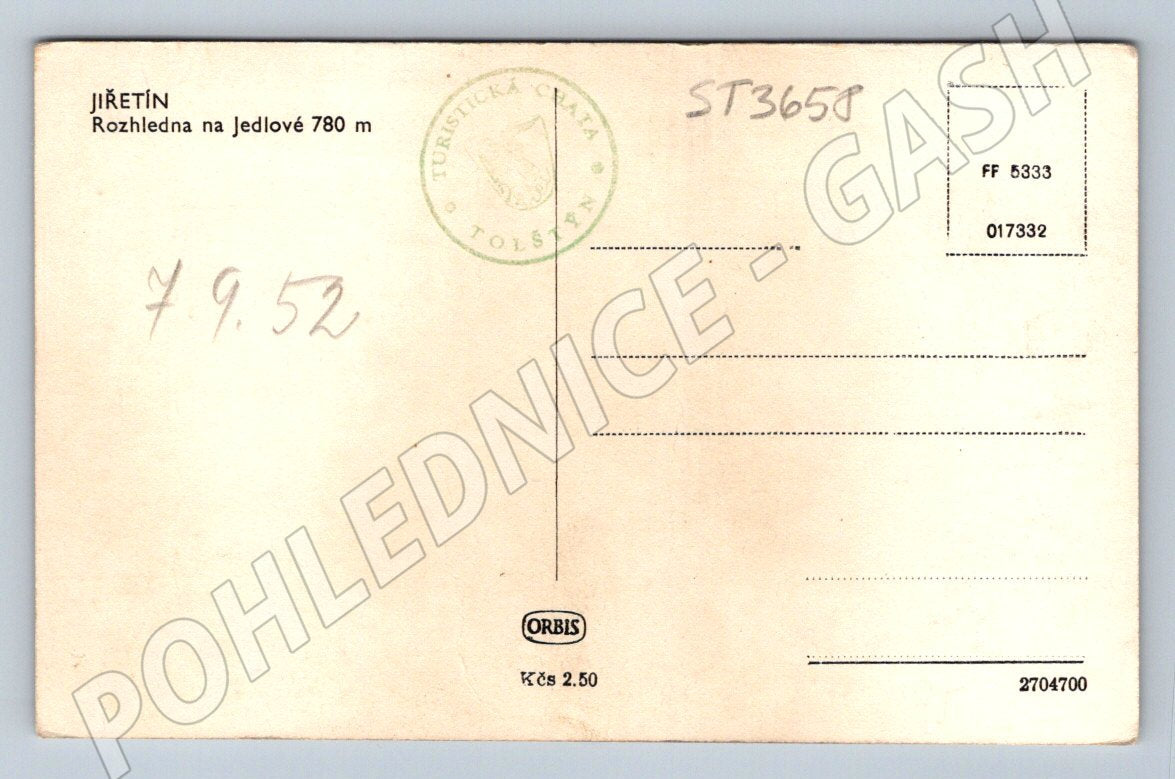 JIŘETÍN
Rozhledna na Jedlové 780 m
TURISTICKÁ CHATA
TOLŠTÝN
ST3658
FF 5333
017332
7. 9. 52
ORBIS
Kčs 2.50
2704700
POHLEDNICE - GASH